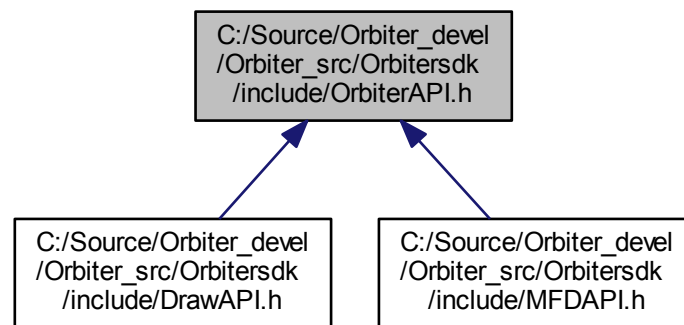 C:/Source/Orbiter_devel
/Orbiter_src/Orbitersdk
/include/OrbiterAPI.h
C:/Source/Orbiter_devel
/Orbiter_src/Orbitersdk
/include/DrawAPI.h
C:/Source/Orbiter_devel
/Orbiter_src/Orbitersdk
/include/MFDAPI.h